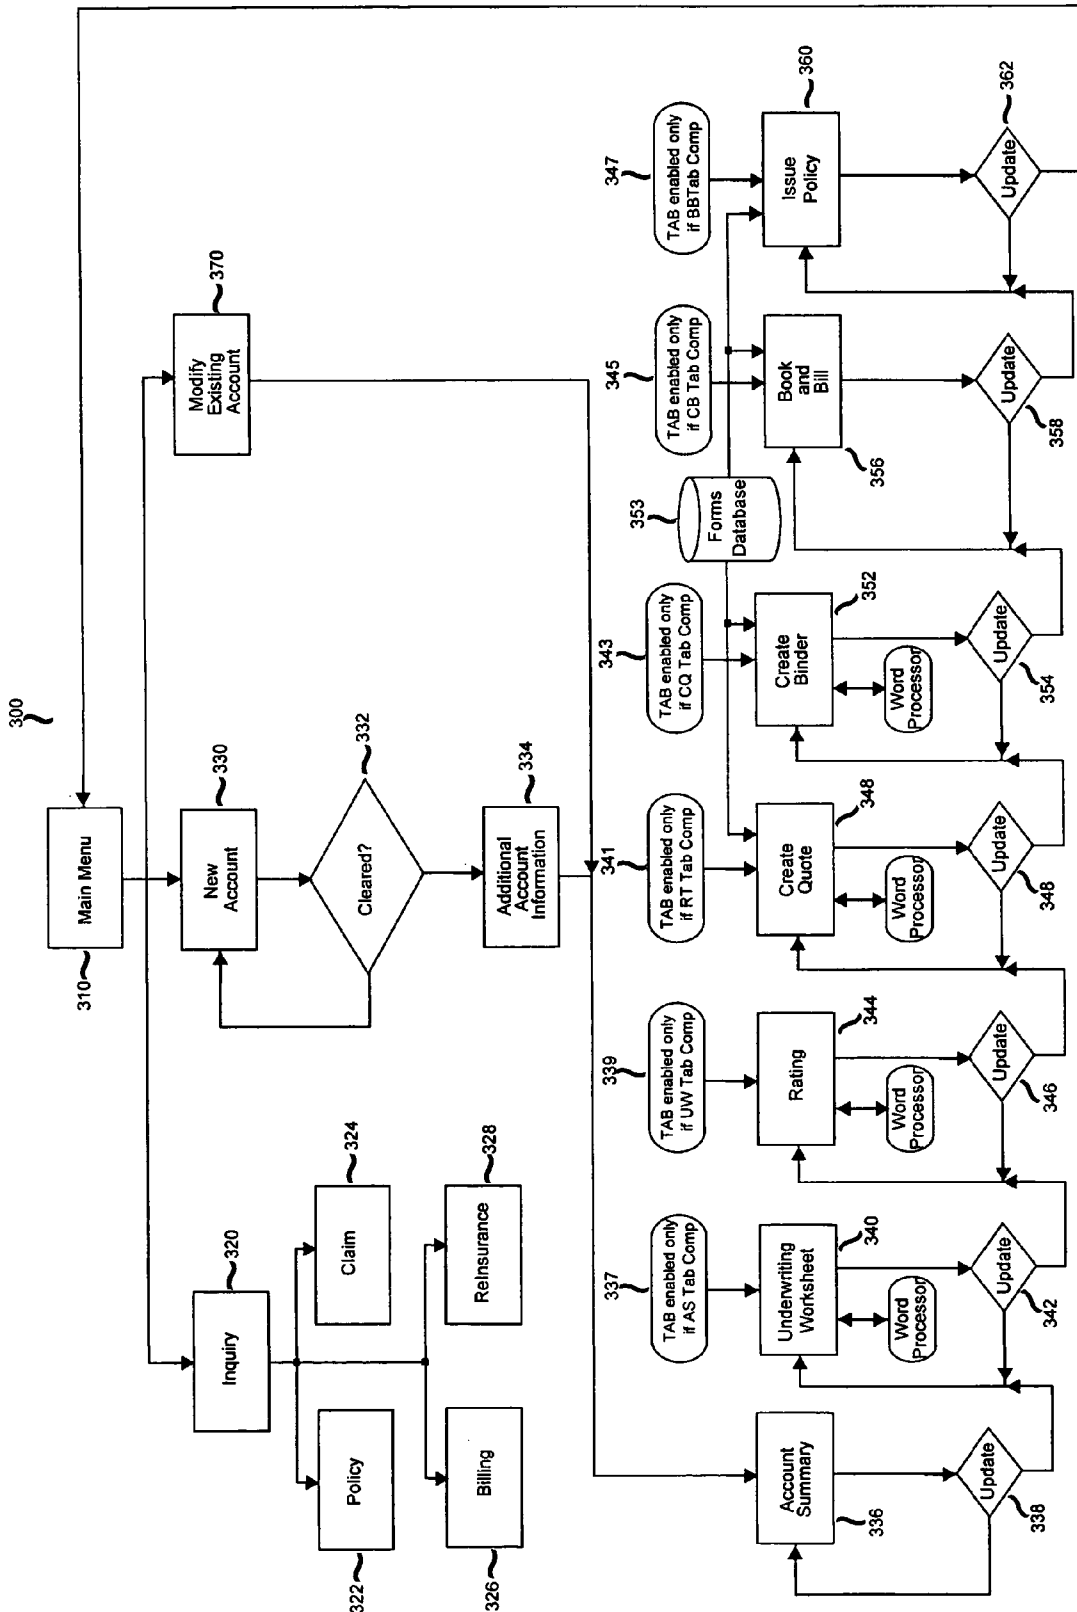 300
310
Main Menu
320
Inquiry
330
New
Account
370
Modify
Existing
Account
322
Policy
324
Claim
332
Cleared?
326
Billing
328
ReInsurance
334
Additional
Account
Information
337
TAB enabled only
if AS Tab Comp
339
TAB enabled only
if UW Tab Comp
341
TAB enabled only
if RT Tab Comp
343
TAB enabled only
if CQ Tab Comp
353
Forms
Database
345
TAB enabled only
if CB Tab Comp
347
TAB enabled only
if BBTab Comp
336
Account
Summary
340
Underwriting
Worksheet
344
Rating
348
Create
Quote
352
Create
Binder
356
Book
and
Bill
360
Issue
Policy
Word
Processor
Word
Processor
Word
Processor
Word
Processor
338
Update
342
Update
346
Update
348
Update
354
Update
358
Update
362
Update